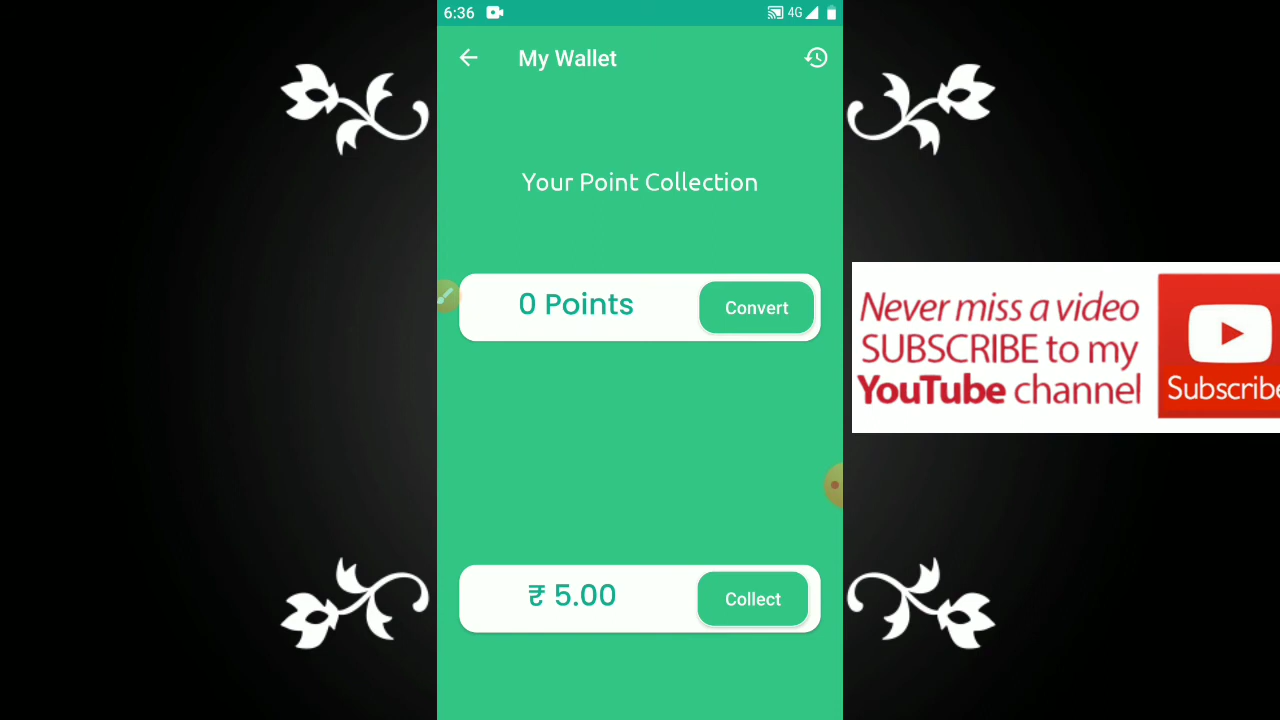 6:36
4G
My Wallet
Your Point Collection
0 Points
Convert
Never miss a video
SUBSCRIBE to my
YouTube channel
Subscribe
₹ 5.00
Collect